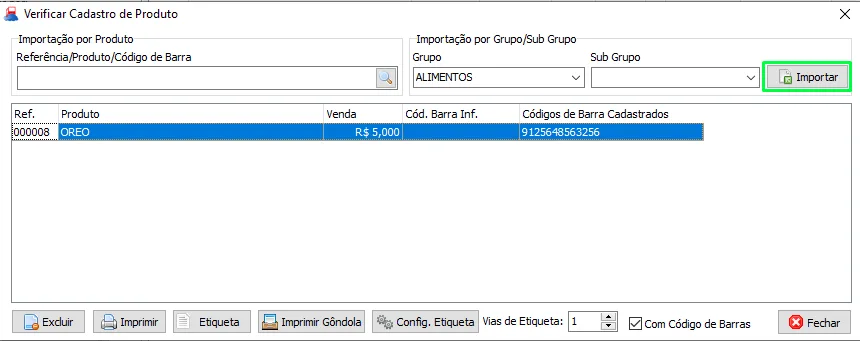 Verificar Cadastro de Produto
Importação por Produto
Referência/Produto/Código de Barra
Importação por Grupo/Sub Grupo
Grupo
Sub Grupo
ALIMENTOS
Importar
Ref. Produto Venda Cód. Barra Inf. Códigos de Barra Cadastrados
000008 OREO R$ 5,000 9125648563256
Excluir Imprimir Etiqueta Imprimir Gôndola Config. Etiqueta Vias de Etiqueta: 1 Com Código de Barras Fechar